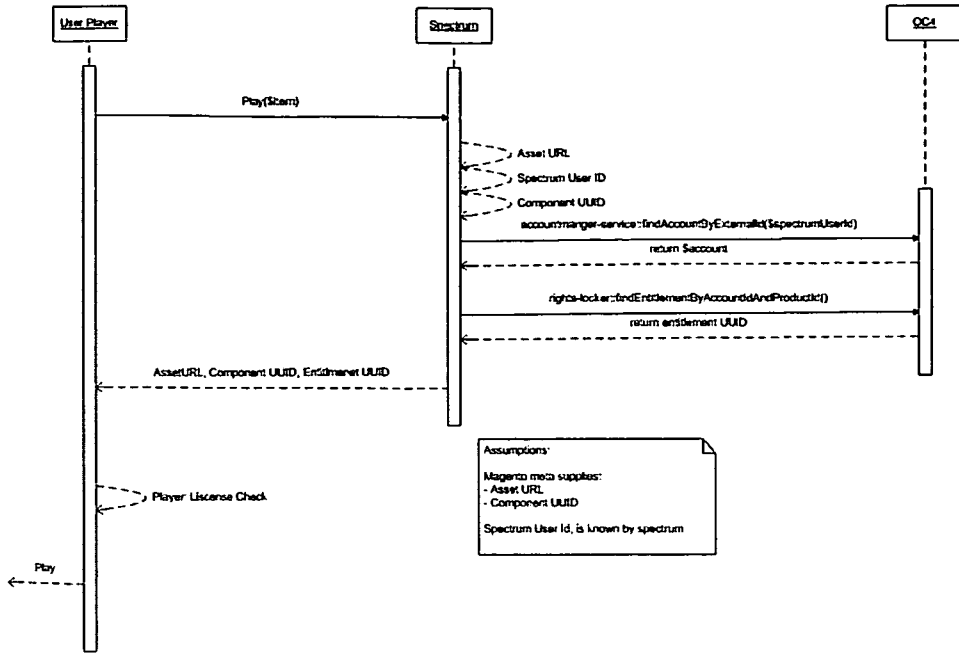 User Player
Spectrum
OC4
Play($item)
Asset URL
Spectrum User ID
Component UUID
accountmanger-service::findAccountByExternalId($spectrumUserId)
return $account
rights-locker::findEntitlementByAccountIdAndProductId()
return entitlement UUID
AssetURL, Component UUID, Entitmanet UUID
Assumptions:
Magento meta supplies:
- Asset URL
- Component UUID
Spectrum User Id, is known by spectrum
Player Liscense Check
Play